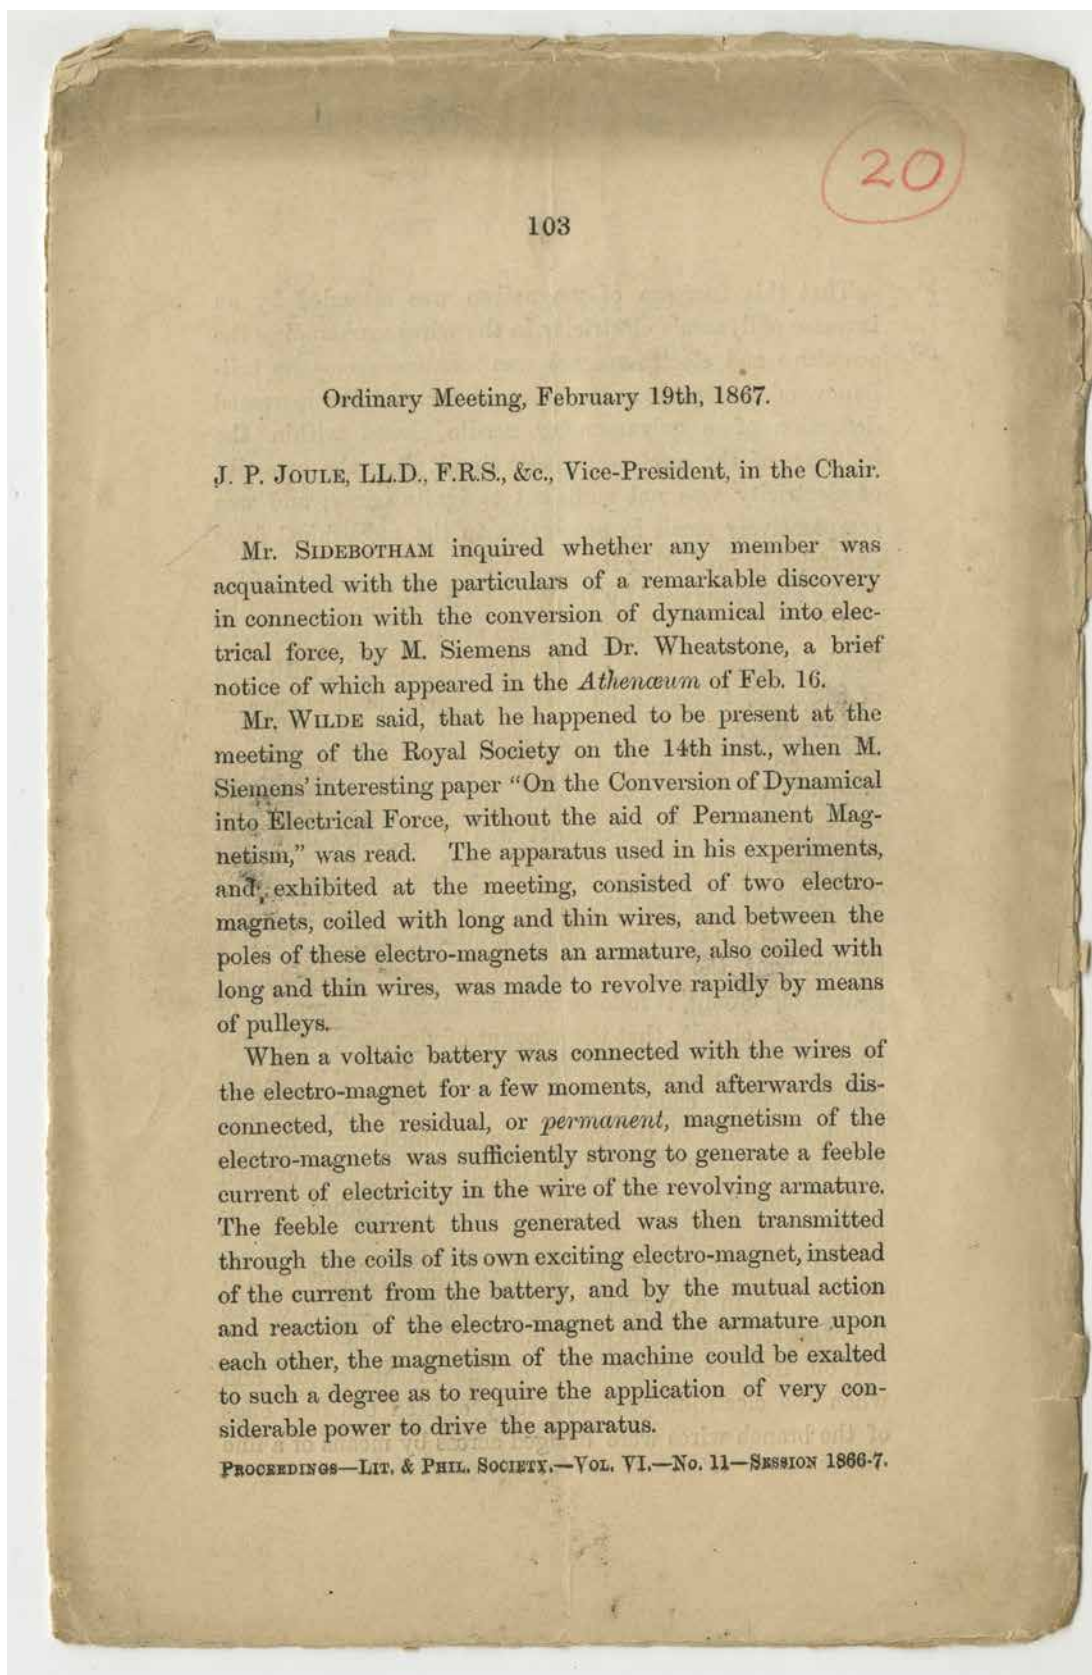 20
103
Ordinary Meeting, February 19th, 1867.
J. P. JOULE, LL.D., F.R.S., &c., Vice-President, in the Chair.
Mr. SIDEBOTHAM inquired whether any member was
acquainted with the particulars of a remarkable discovery
in connection with the conversion of dynamical into elec-
trical force, by M. Siemens and Dr. Wheatstone, a brief
notice of which appeared in the Athenæum of Feb. 16.
Mr. WILDE said, that he happened to be present at the
meeting of the Royal Society on the 14th inst., when M.
Siemens' interesting paper "On the Conversion of Dynamical
into Electrical Force, without the aid of Permanent Mag-
netism," was read. The apparatus used in his experiments,
and exhibited at the meeting, consisted of two electro-
magnets, coiled with long and thin wires, and between the
poles of these electro-magnets an armature, also coiled with
long and thin wires, was made to revolve rapidly by means
of pulleys.
When a voltaic battery was connected with the wires of
the electro-magnet for a few moments, and afterwards dis-
connected, the residual, or permanent, magnetism of the
electro-magnets was sufficiently strong to generate a feeble
current of electricity in the wire of the revolving armature.
The feeble current thus generated was then transmitted
through the coils of its own exciting electro-magnet, instead
of the current from the battery, and by the mutual action
and reaction of the electro-magnet and the armature upon
each other, the magnetism of the machine could be exalted
to such a degree as to require the application of very con-
siderable power to drive the apparatus.
PROCEEDINGS—LIT. & PHIL. SOCIETY.—VOL. VI.—NO. 11—SESSION 1866-7.